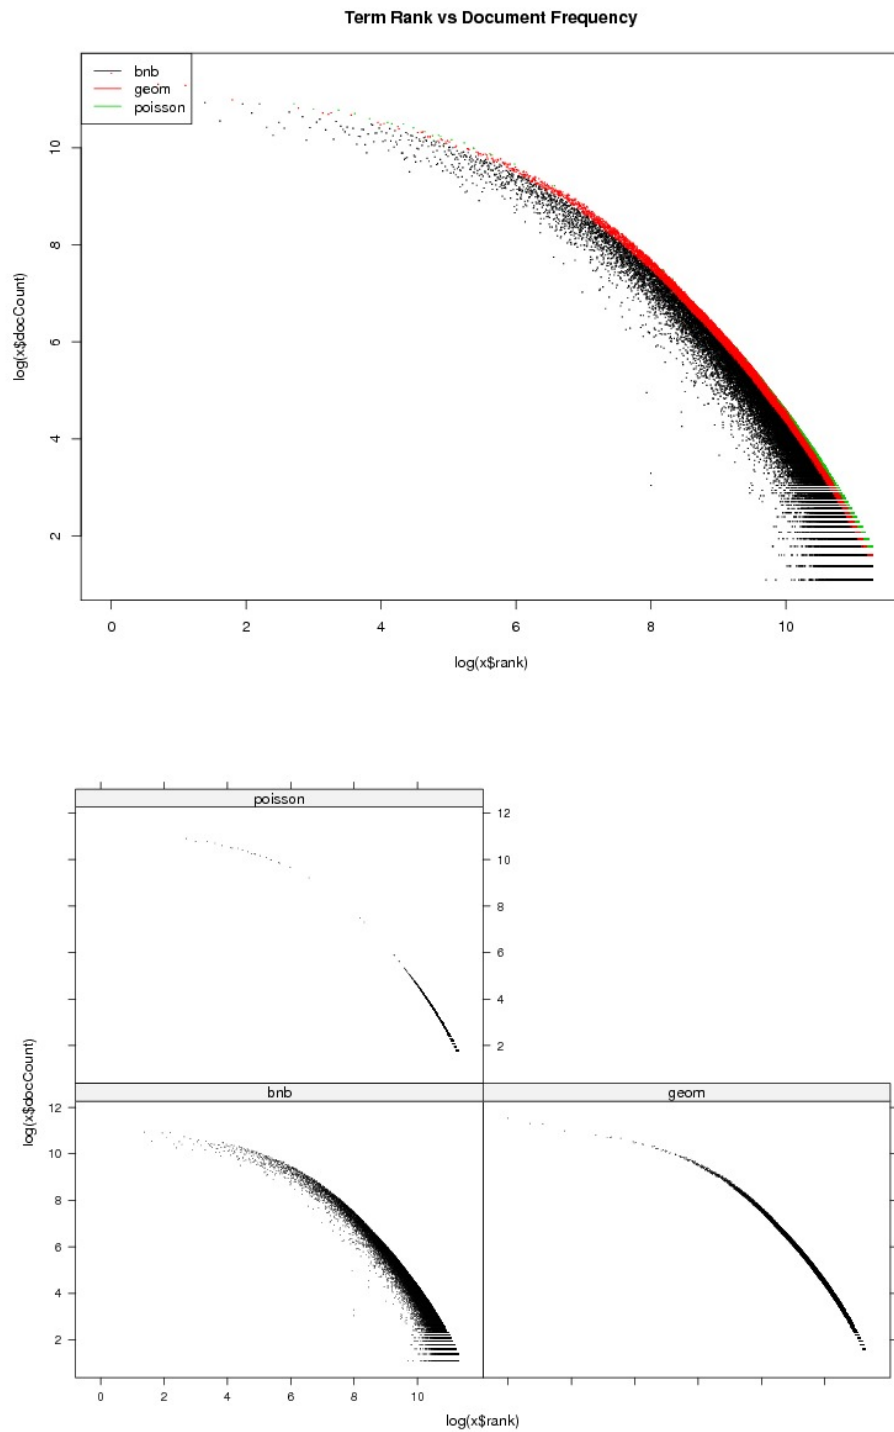 Term Rank vs Document Frequency
bnb
geom
poisson
10
8
6
4
2
log(x$docCount)
0 2 4 6 8 10
log(x$rank)
poisson
12
10
8
6
4
2
log(x$docCount)
bnb geom
12
10
8
6
4
2
0 2 4 6 8 10
log(x$rank)